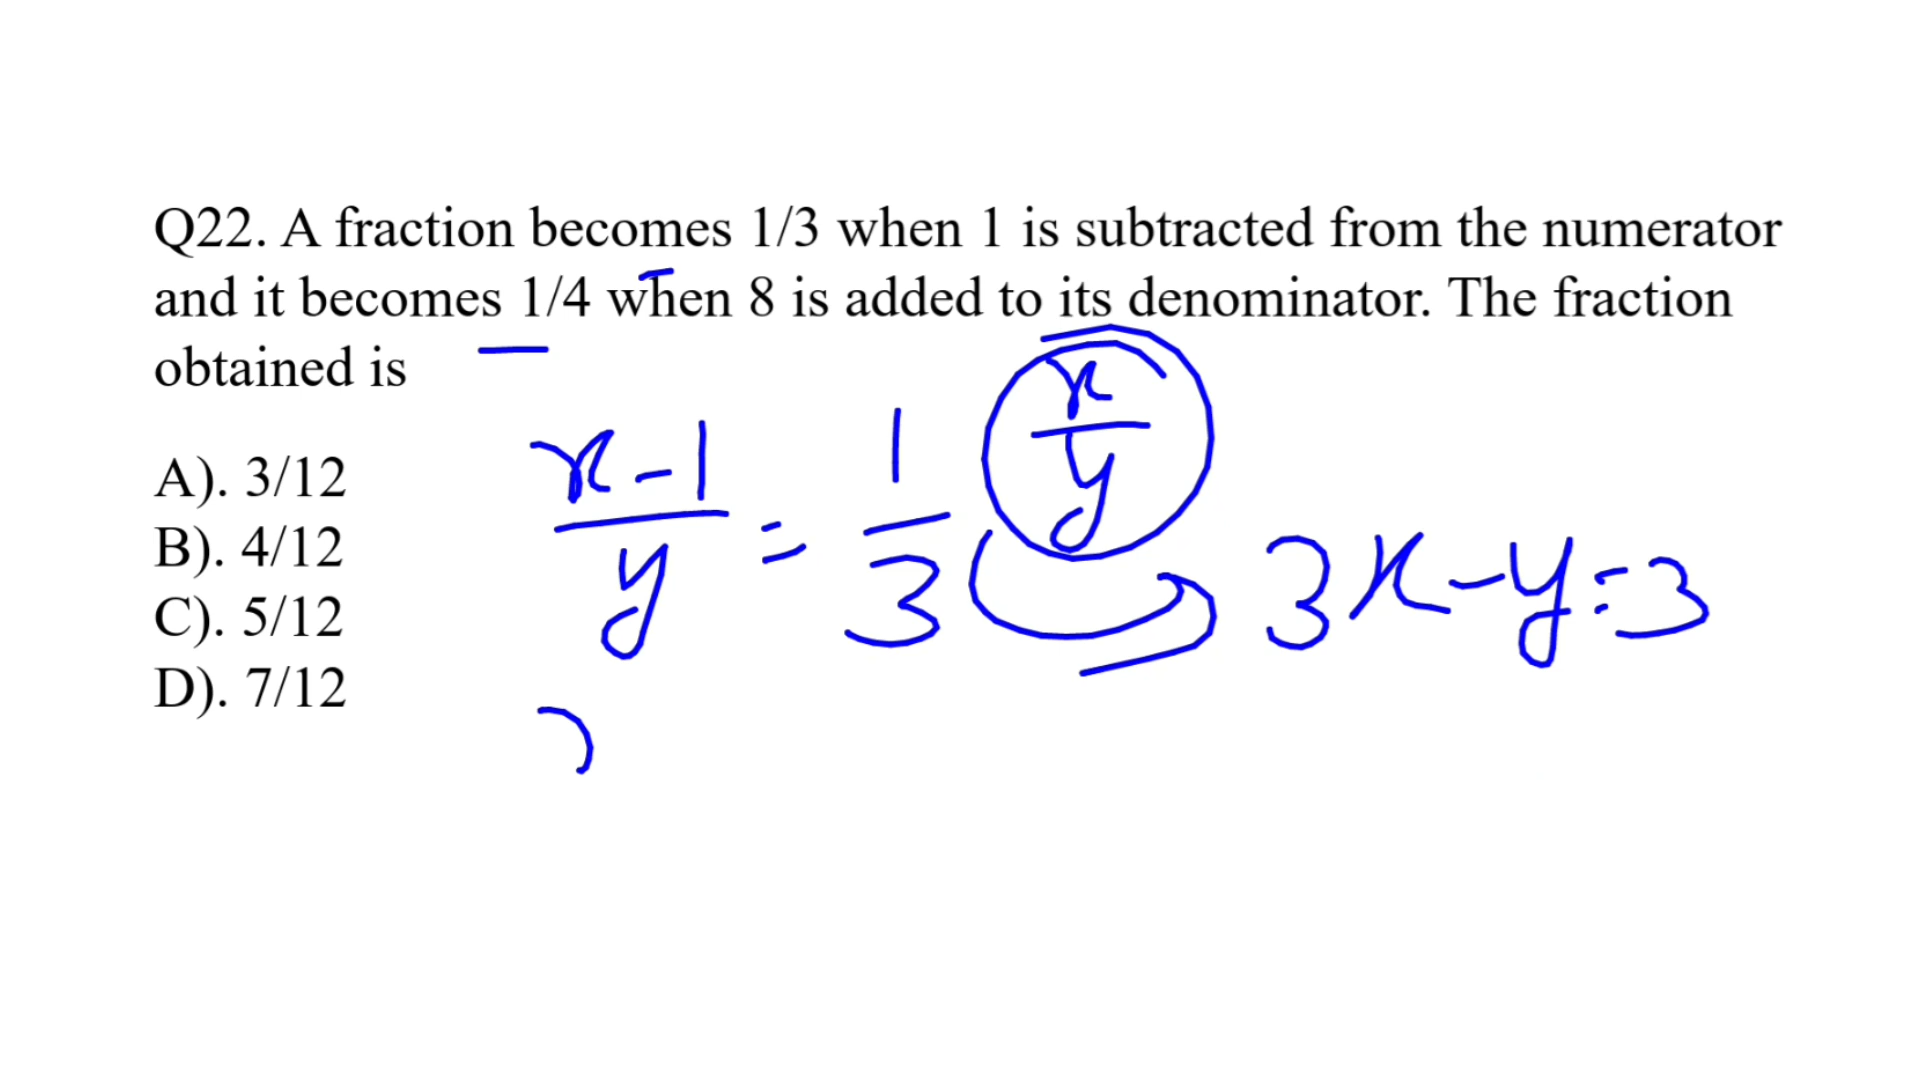 Q22. A fraction becomes 1/3 when 1 is subtracted from the numerator
and it becomes 1/4 when 8 is added to its denominator. The fraction
obtained is
A). 3/12
B). 4/12
C). 5/12
D). 7/12
x/y
x-1/y = 1/3
3x-y=3